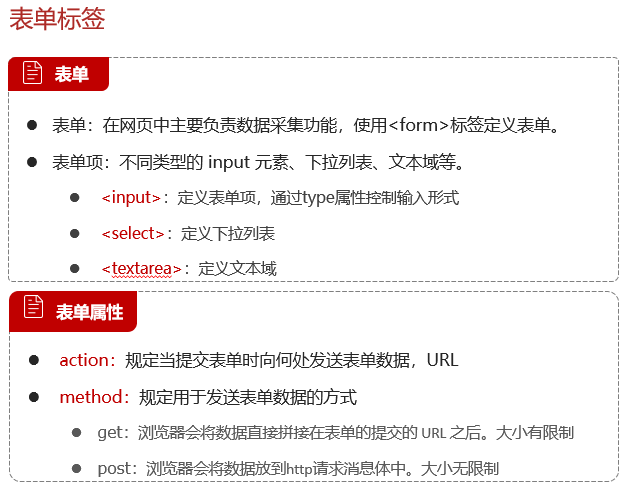 表单标签
表单
表单：在网页中主要负责数据采集功能，使用<form>标签定义表单。
表单项：不同类型的 input 元素、下拉列表、文本域等。
<input>：定义表单项，通过type属性控制输入形式
<select>：定义下拉列表
<textarea>：定义文本域
表单属性
action：规定当提交表单时向何处发送表单数据，URL
method：规定用于发送表单数据的方式
get：浏览器会将数据直接拼接在表单的提交的 URL 之后。大小有限制
post：浏览器会将数据放到http请求消息体中。大小无限制